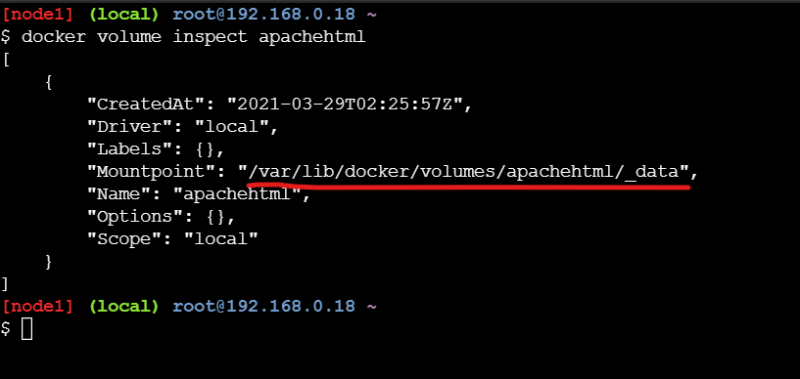 [node1] (local) root@192.168.0.18 ~
$ docker volume inspect apachehtml
[
    {
        "CreatedAt": "2021-03-29T02:25:57Z",
        "Driver": "local",
        "Labels": {},
        "Mountpoint": "/var/lib/docker/volumes/apachehtml/_data",
        "Name": "apachehtml",
        "Options": {},
        "Scope": "local"
    }
]
[node1] (local) root@192.168.0.18 ~
$